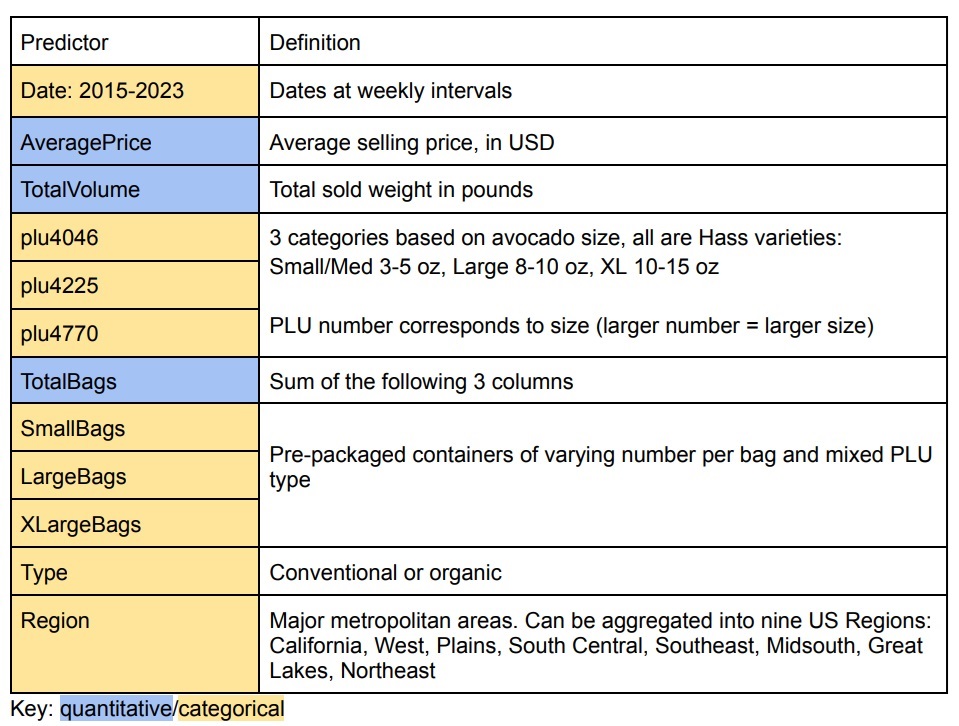 Predictor
Definition
Date: 2015-2023
Dates at weekly intervals
AveragePrice
Average selling price, in USD
TotalVolume
Total sold weight in pounds
plu4046
3 categories based on avocado size, all are Hass varieties:
Small/Med 3-5 oz, Large 8-10 oz, XL 10-15 oz
plu4225
plu4770
PLU number corresponds to size (larger number = larger size)
TotalBags
Sum of the following 3 columns
SmallBags
LargeBags
XLargeBags
Pre-packaged containers of varying number per bag and mixed PLU
type
Type
Conventional or organic
Region
Major metropolitan areas. Can be aggregated into nine US Regions:
California, West, Plains, South Central, Southeast, Midsouth, Great
Lakes, Northeast
Key: quantitative/categorical